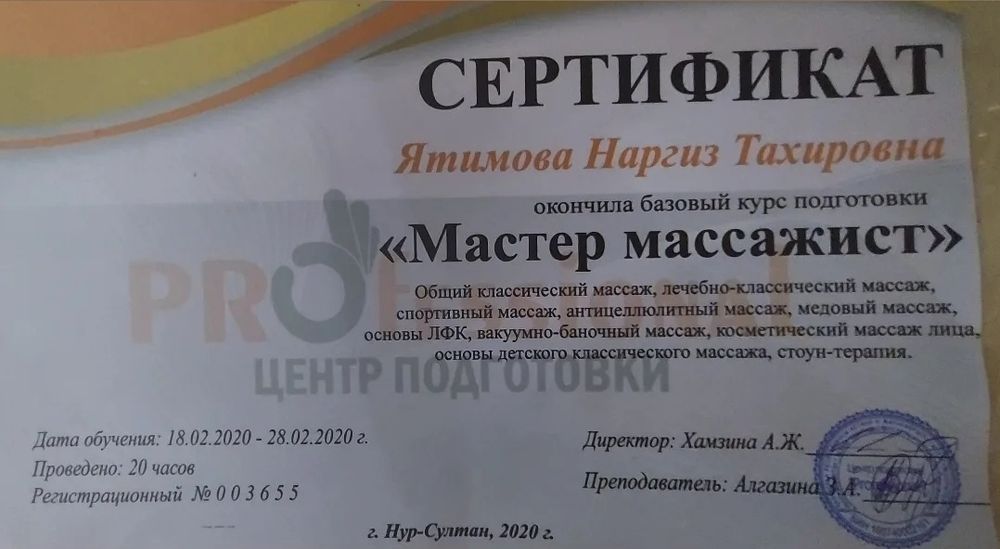 СЕРТИФИКАТ
Ятимова Наргиз Тахировна
окончила базовый курс подготовки
«Мастер массажист»
Общий классический массаж, лечебно-классический массаж,
спортивный массаж, антицеллюлитный массаж, медовый массаж,
основы ЛФК, вакуумно-баночный массаж, косметический массаж лица,
основы детского классического массажа, стоун-терапия.
ЦЕНТР ПОДГОТОВКИ
Дата обучения: 18.02.2020 - 28.02.2020 г.
Проведено: 20 часов
Регистрационный № 0 0 3 6 5 5
Директор: Хамзина А.Ж.
Преподаватель: Алгазина З.А.
г. Нур-Султан, 2020 г.